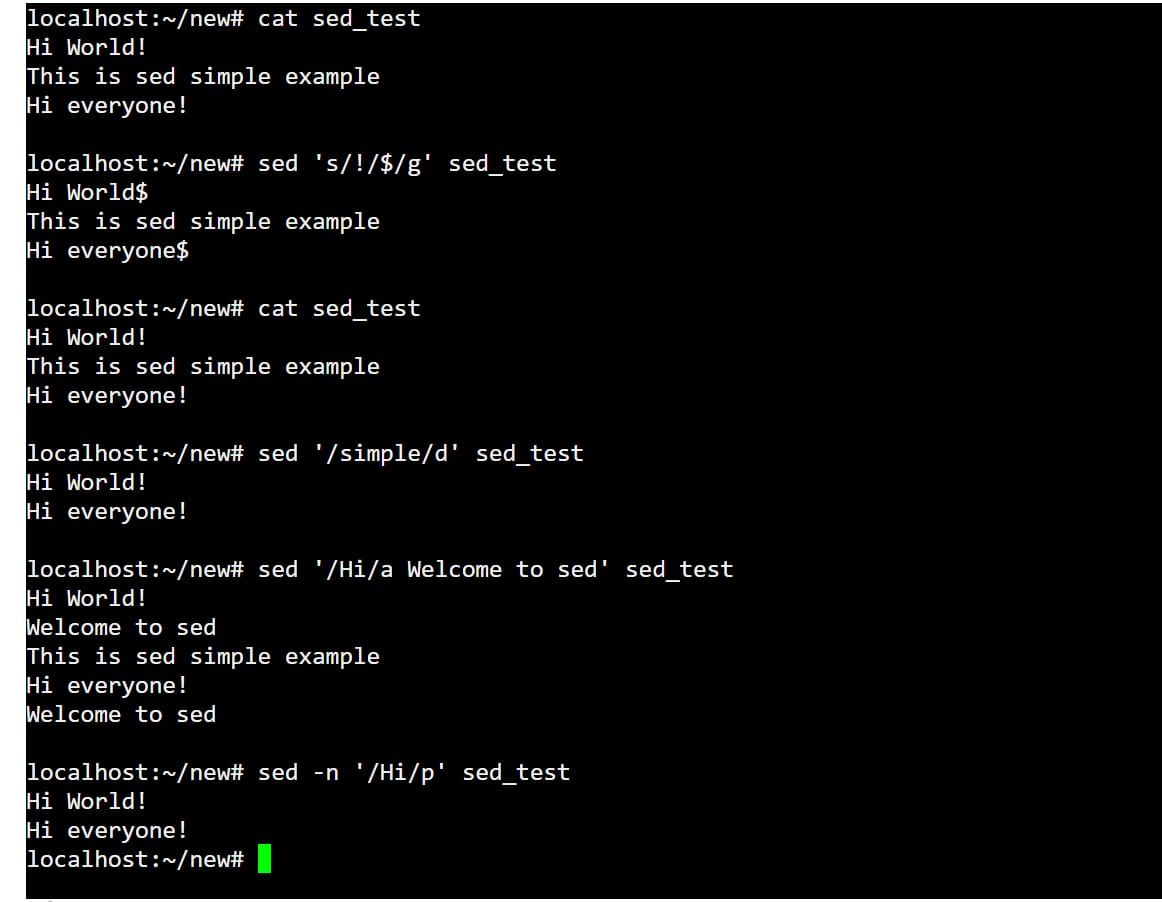 localhost:~/new# cat sed_test
Hi World!
This is sed simple example
Hi everyone!
localhost:~/new# sed 's/!/$/g' sed_test
Hi World$
This is sed simple example
Hi everyone$
localhost:~/new# cat sed_test
Hi World!
This is sed simple example
Hi everyone!
localhost:~/new# sed '/simple/d' sed_test
Hi World!
Hi everyone!
localhost:~/new# sed '/Hi/a Welcome to sed' sed_test
Hi World!
Welcome to sed
This is sed simple example
Hi everyone!
Welcome to sed
localhost:~/new# sed -n '/Hi/p' sed_test
Hi World!
Hi everyone!
localhost:~/new#